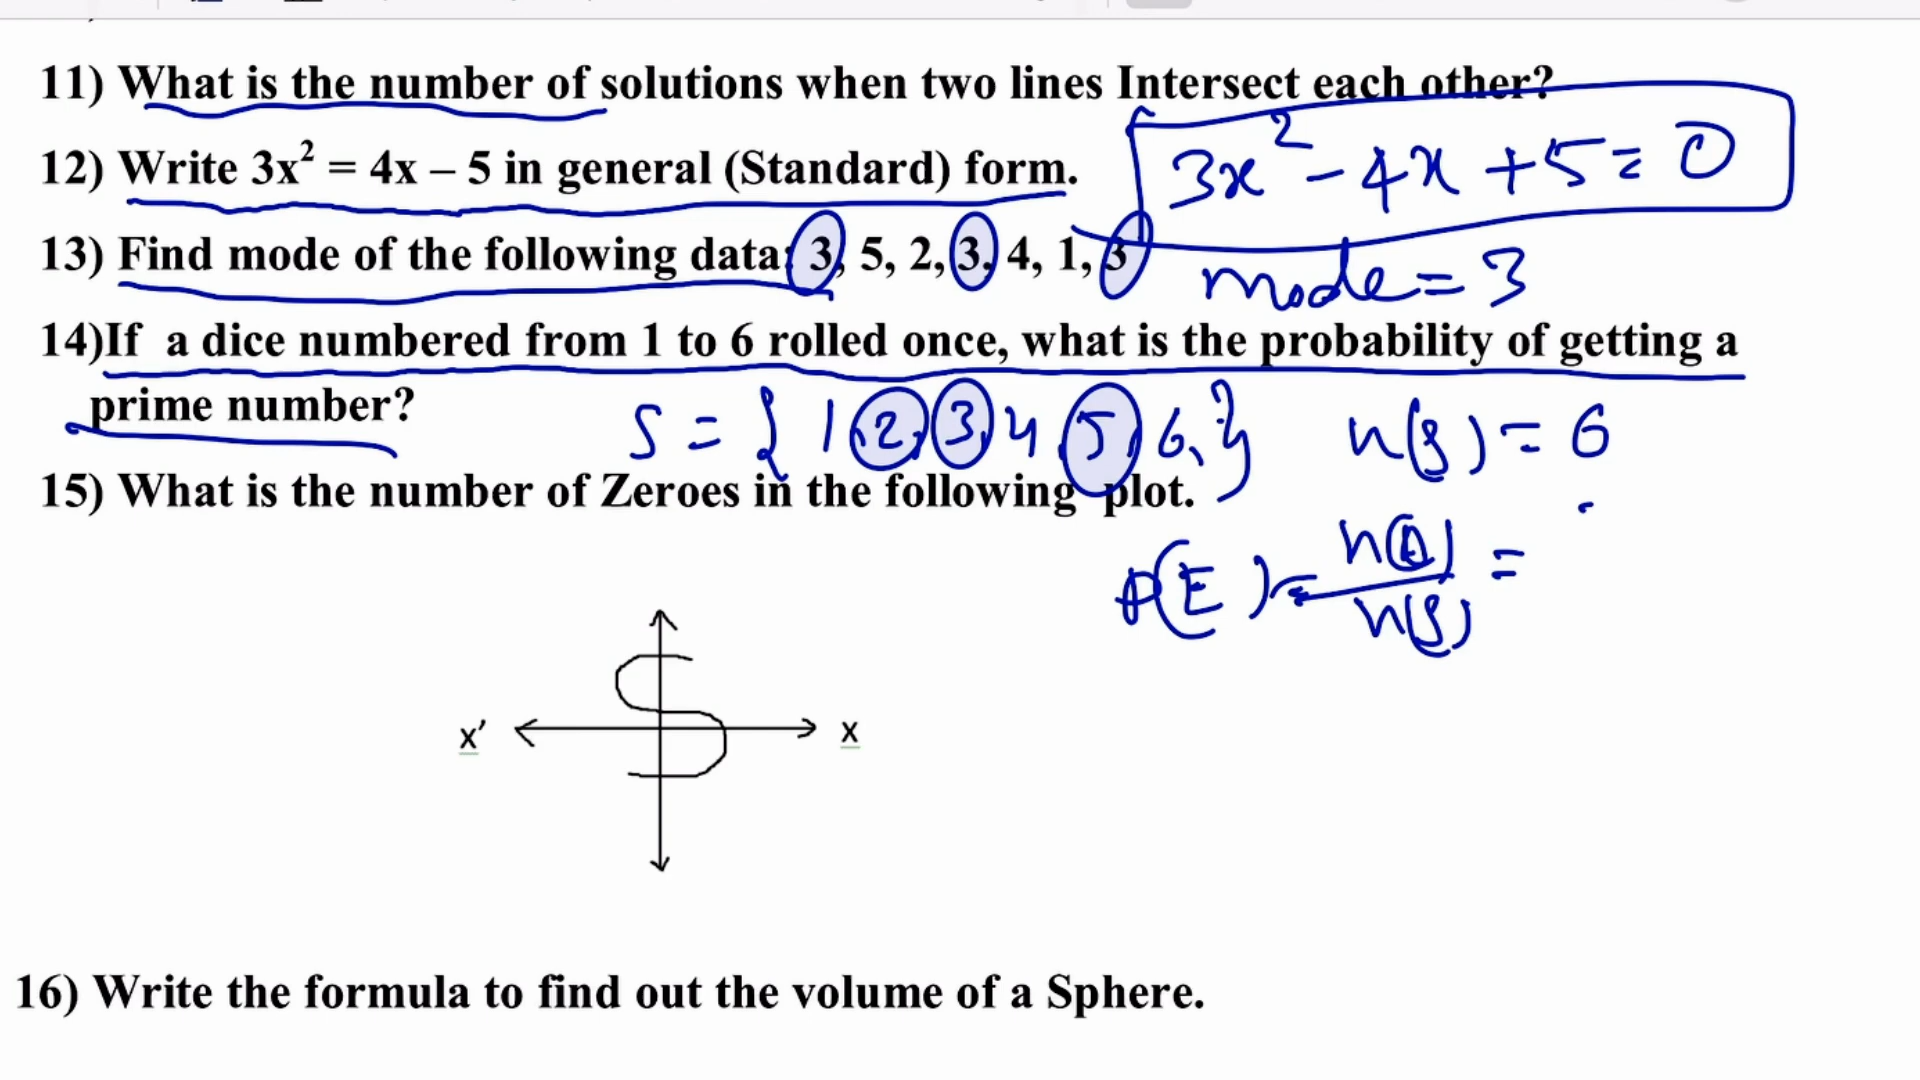 11) What is the number of solutions when two lines Intersect each other?
12) Write 3x² = 4x – 5 in general (Standard) form.
3x² - 4x + 5 = 0
13) Find mode of the following data: 3, 5, 2, 3, 4, 1, 3
mode = 3
14)If a dice numbered from 1 to 6 rolled once, what is the probability of getting a
prime number?
S = { 1, 2, 3, 4, 5, 6, } n(S) = 6
15) What is the number of Zeroes in the following plot.
P(E) = n(A)/n(S) =
X' X
16) Write the formula to find out the volume of a Sphere.